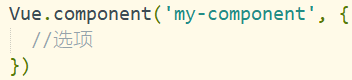 Vue.component('my-component', {
  //选项
})